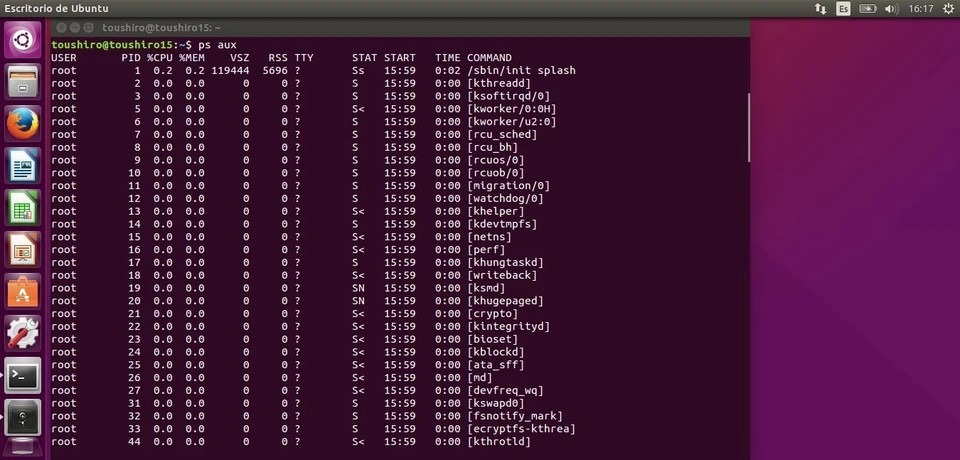 Escritorio de Ubuntu Es 16:17
toushiro@toushiro15: ~
toushiro@toushiro15:~$ ps aux
USER PID %CPU %MEM VSZ RSS TTY STAT START TIME COMMAND
root 1 0.2 0.2 119444 5696 ? Ss 15:59 0:02 /sbin/init splash
root 2 0.0 0.0 0 0 ? S 15:59 0:00 [kthreadd]
root 3 0.0 0.0 0 0 ? S 15:59 0:00 [ksoftirqd/0]
root 5 0.0 0.0 0 0 ? S< 15:59 0:00 [kworker/0:0H]
root 6 0.0 0.0 0 0 ? S 15:59 0:00 [kworker/u2:0]
root 7 0.0 0.0 0 0 ? S 15:59 0:00 [rcu_sched]
root 8 0.0 0.0 0 0 ? S 15:59 0:00 [rcu_bh]
root 9 0.0 0.0 0 0 ? S 15:59 0:00 [rcuos/0]
root 10 0.0 0.0 0 0 ? S 15:59 0:00 [rcuob/0]
root 11 0.0 0.0 0 0 ? S 15:59 0:00 [migration/0]
root 12 0.0 0.0 0 0 ? S 15:59 0:00 [watchdog/0]
root 13 0.0 0.0 0 0 ? S< 15:59 0:00 [khelper]
root 14 0.0 0.0 0 0 ? S 15:59 0:00 [kdevtmpfs]
root 15 0.0 0.0 0 0 ? S< 15:59 0:00 [netns]
root 16 0.0 0.0 0 0 ? S< 15:59 0:00 [perf]
root 17 0.0 0.0 0 0 ? S 15:59 0:00 [khungtaskd]
root 18 0.0 0.0 0 0 ? S< 15:59 0:00 [writeback]
root 19 0.0 0.0 0 0 ? SN 15:59 0:00 [ksmd]
root 20 0.0 0.0 0 0 ? SN 15:59 0:00 [khugepaged]
root 21 0.0 0.0 0 0 ? S< 15:59 0:00 [crypto]
root 22 0.0 0.0 0 0 ? S< 15:59 0:00 [kintegrityd]
root 23 0.0 0.0 0 0 ? S< 15:59 0:00 [bioset]
root 24 0.0 0.0 0 0 ? S< 15:59 0:00 [kblockd]
root 25 0.0 0.0 0 0 ? S< 15:59 0:00 [ata_sff]
root 26 0.0 0.0 0 0 ? S< 15:59 0:00 [md]
root 27 0.0 0.0 0 0 ? S< 15:59 0:00 [devfreq_wq]
root 31 0.0 0.0 0 0 ? S 15:59 0:00 [kswapd0]
root 32 0.0 0.0 0 0 ? S 15:59 0:00 [fsnotify_mark]
root 33 0.0 0.0 0 0 ? S 15:59 0:00 [ecryptfs-kthrea]
root 44 0.0 0.0 0 0 ? S< 15:59 0:00 [kthrotld]